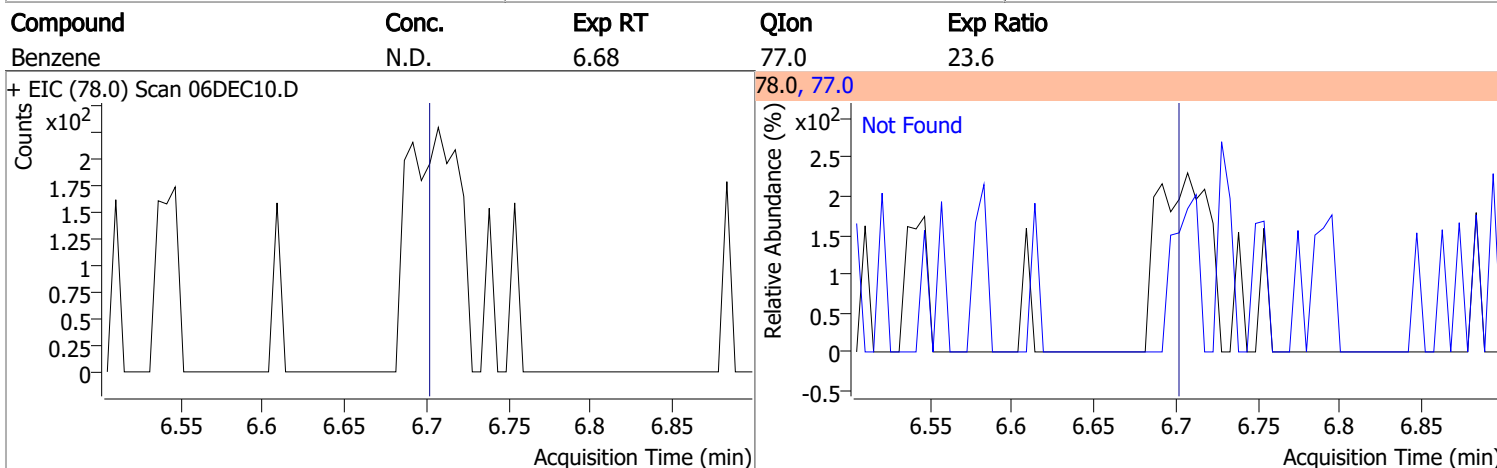 Compound Conc. Exp RT QIon Exp Ratio
Benzene N.D. 6.68 77.0 23.6
+ EIC (78.0) Scan 06DEC10.D
Counts
x10²
2
1.75
1.5
1.25
1
0.75
0.5
0.25
0
6.55 6.6 6.65 6.7 6.75 6.8 6.85
Acquisition Time (min)
78.0, 77.0
Relative Abundance (%)
x10²
Not Found
2.5
2
1.5
1
0.5
0
-0.5
6.55 6.6 6.65 6.7 6.75 6.8 6.85
Acquisition Time (min)